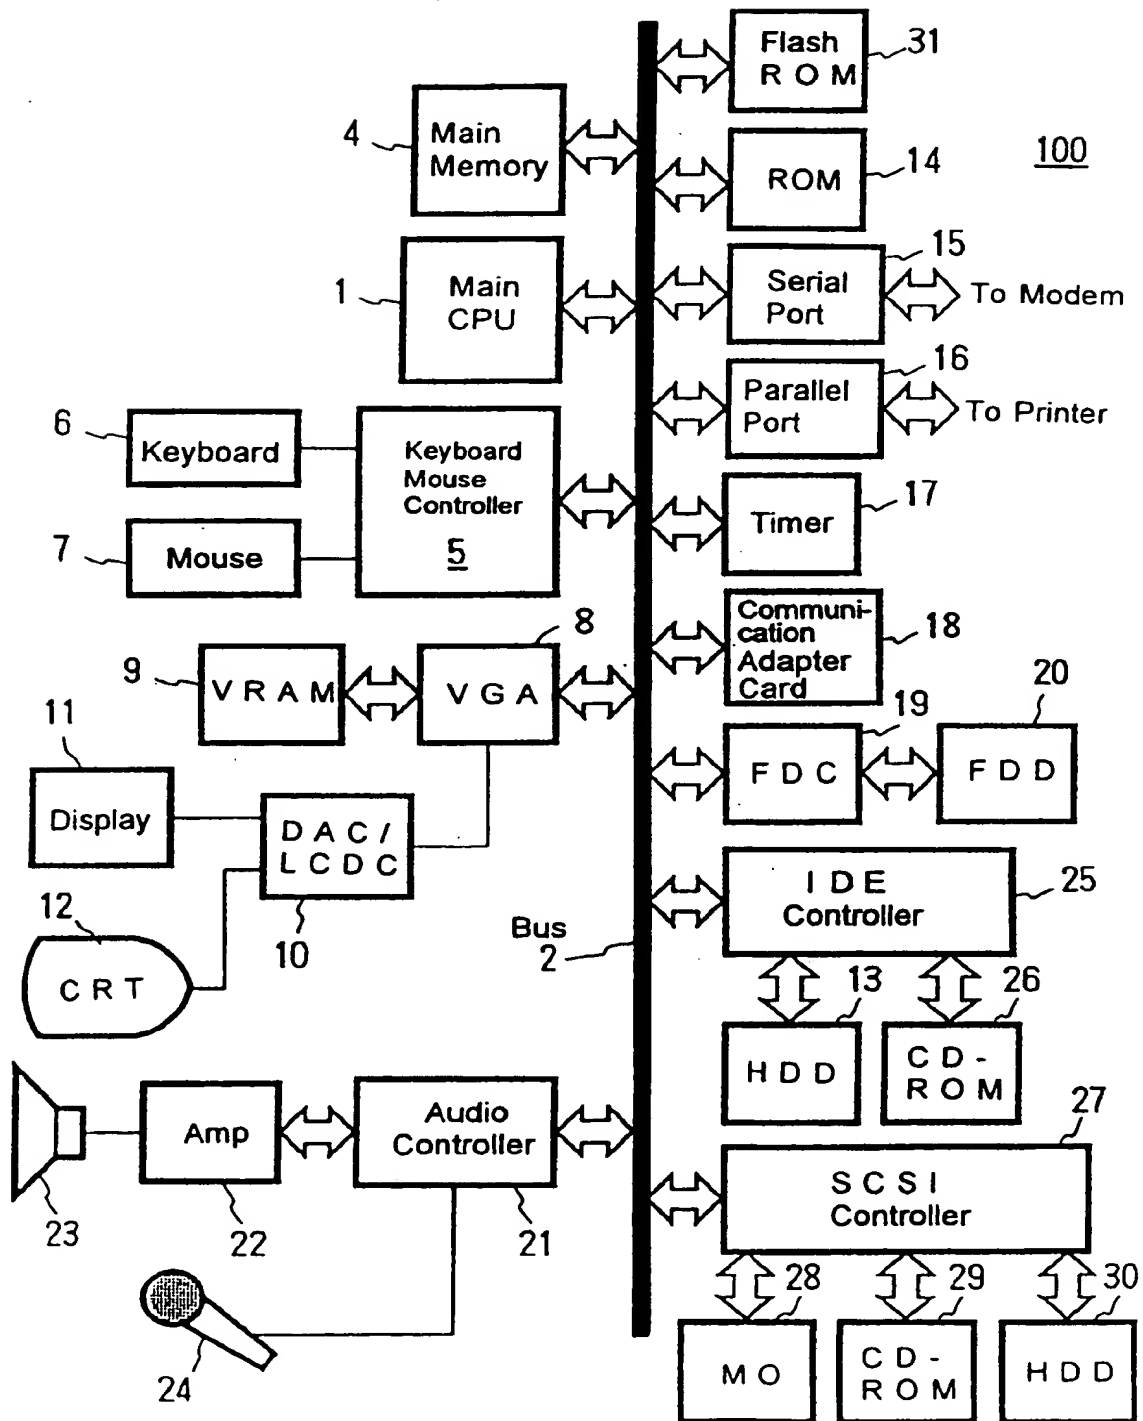 Flash
ROM
31
4
Main
Memory
ROM
14
100
1
Main
CPU
Serial
Port
15
To Modem
Parallel
Port
16
To Printer
6
Keyboard
7
Mouse
Keyboard
Mouse
Controller
5
Timer
17
Communi-
cation
Adapter
Card
18
9
VRAM
8
VGA
19
FDC
20
FDD
11
Display
DAC/
LCDC
10
12
CRT
Bus
2
IDE
Controller
25
13
HDD
26
CD-
ROM
23
Amp
22
Audio
Controller
21
24
27
SCSI
Controller
28
MO
29
CD-
ROM
30
HDD